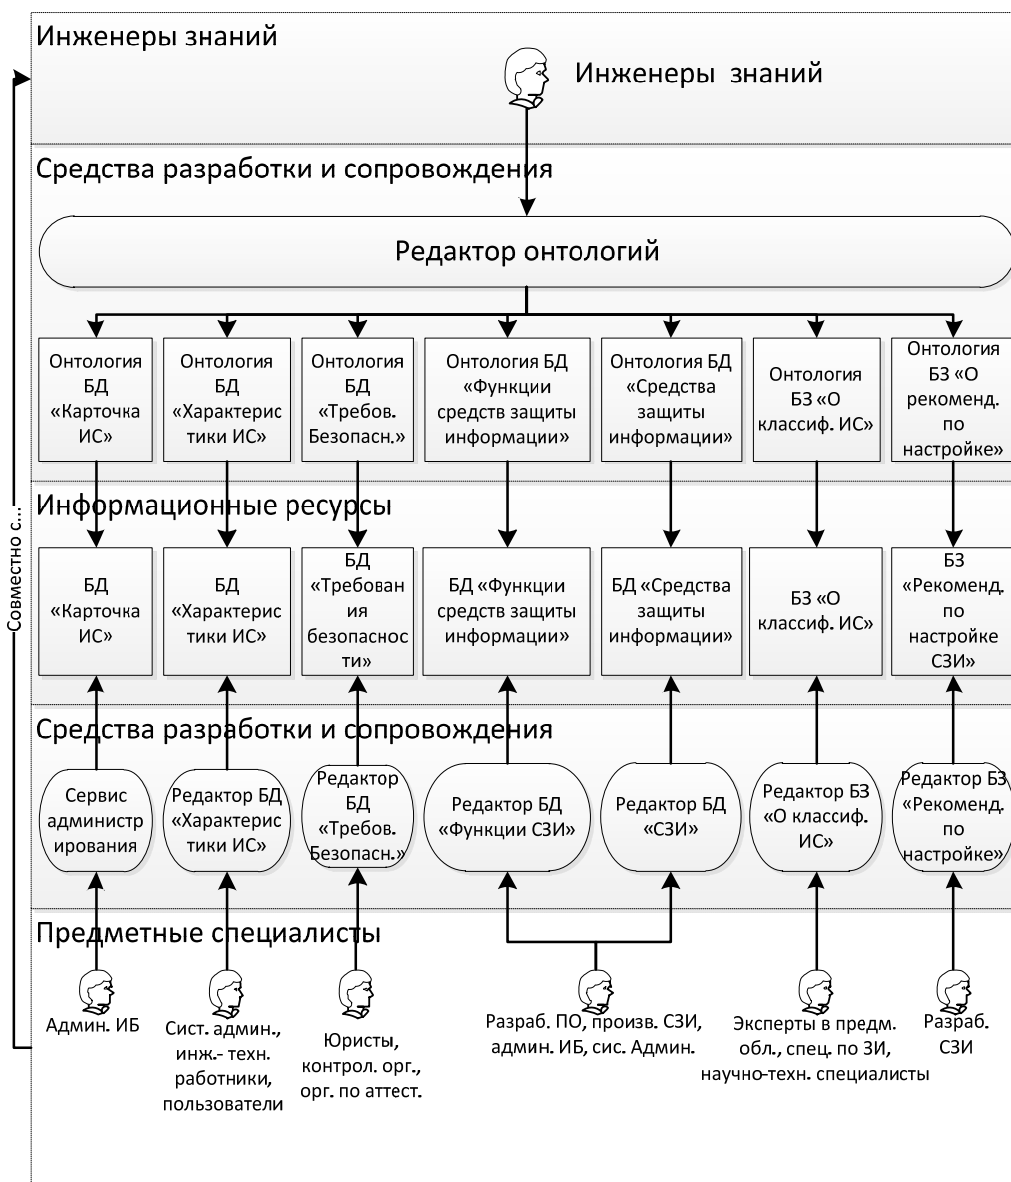 Инженеры знаний
Инженеры знаний
Средства разработки и сопровождения
Редактор онтологий
Онтология
БД
«Карточка
ИС»
Онтология
БД
«Характерис
тики ИС»
Онтология
БД
«Требов.
Безопасн.»
Онтология БД
«Функции
средств защиты
информации»
Онтология БД
«Средства
защиты
информации»
Онтология
БЗ «О
классиф. ИС»
Онтология
БЗ «О
рекоменд.
по
настройке»
Информационные ресурсы
Совместно с...
БД
«Карточка
ИС»
БД
«Характерис
тики ИС»
БД
«Требован
ия
безопаснос
ти»
БД «Функции
средств защиты
информации»
БД «Средства
защиты
информации»
БЗ «О
классиф. ИС»
БЗ
«Рекоменд.
по
настройке
СЗИ»
Средства разработки и сопровождения
Сервис
администр
ирования
Редактор БД
«Характерис
тики ИС»
Редактор
БД
«Требов.
Безопасн.»
Редактор БД
«Функции СЗИ»
Редактор БД
«СЗИ»
Редактор БЗ
«О классиф.
ИС»
Редактор БЗ
«Рекоменд.
по
настройке»
Предметные специалисты
Админ. ИБ
Сист. админ.,
инж.- техн.
работники,
пользователи
Юристы,
контрол. орг.,
орг. по аттест.
Разраб. ПО, произв. СЗИ,
админ. ИБ, сис. Админ.
Эксперты в предм.
обл., спец. по ЗИ,
научно-техн. специалисты
Разраб.
СЗИ